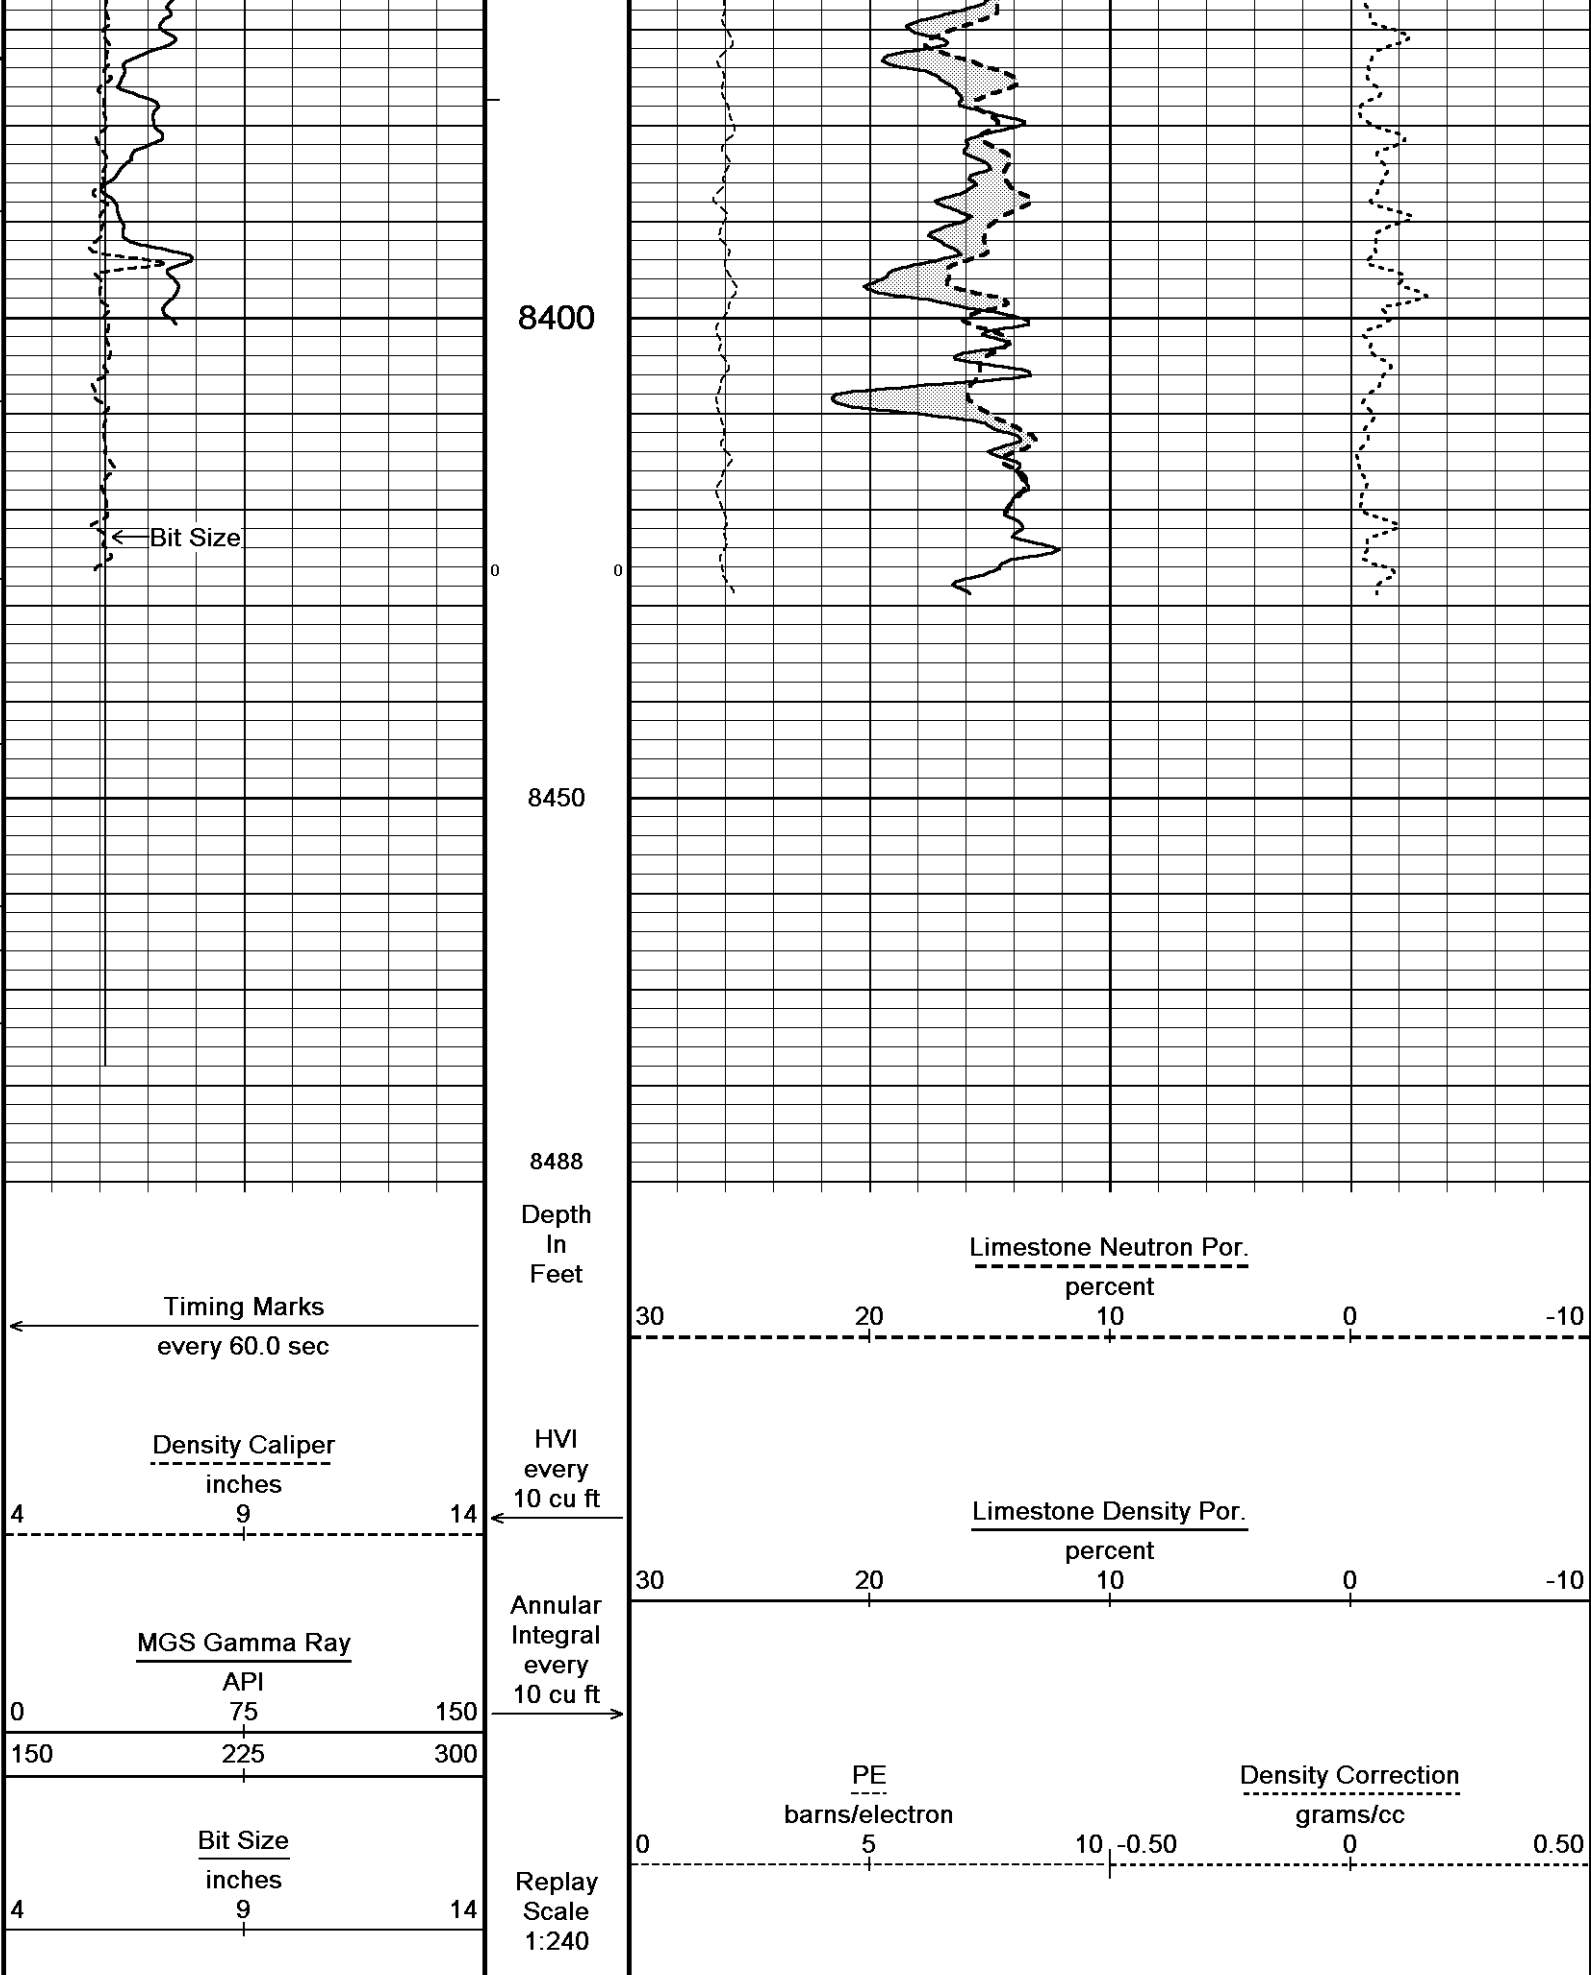 8400
Bit Size
0 0
8450
8488
Depth
In
Feet
Timing Marks
every 60.0 sec
Density Caliper
inches
4 9 14
MGS Gamma Ray
API
0 75 150
150 225 300
Bit Size
inches
4 9 14
HVI
every
10 cu ft
Annular
Integral
every
10 cu ft
Replay
Scale
1:240
Limestone Neutron Por.
percent
30 20 10 0 -10
Limestone Density Por.
percent
30 20 10 0 -10
PE
barns/electron
0 5 10
Density Correction
grams/cc
-0.50 0 0.50